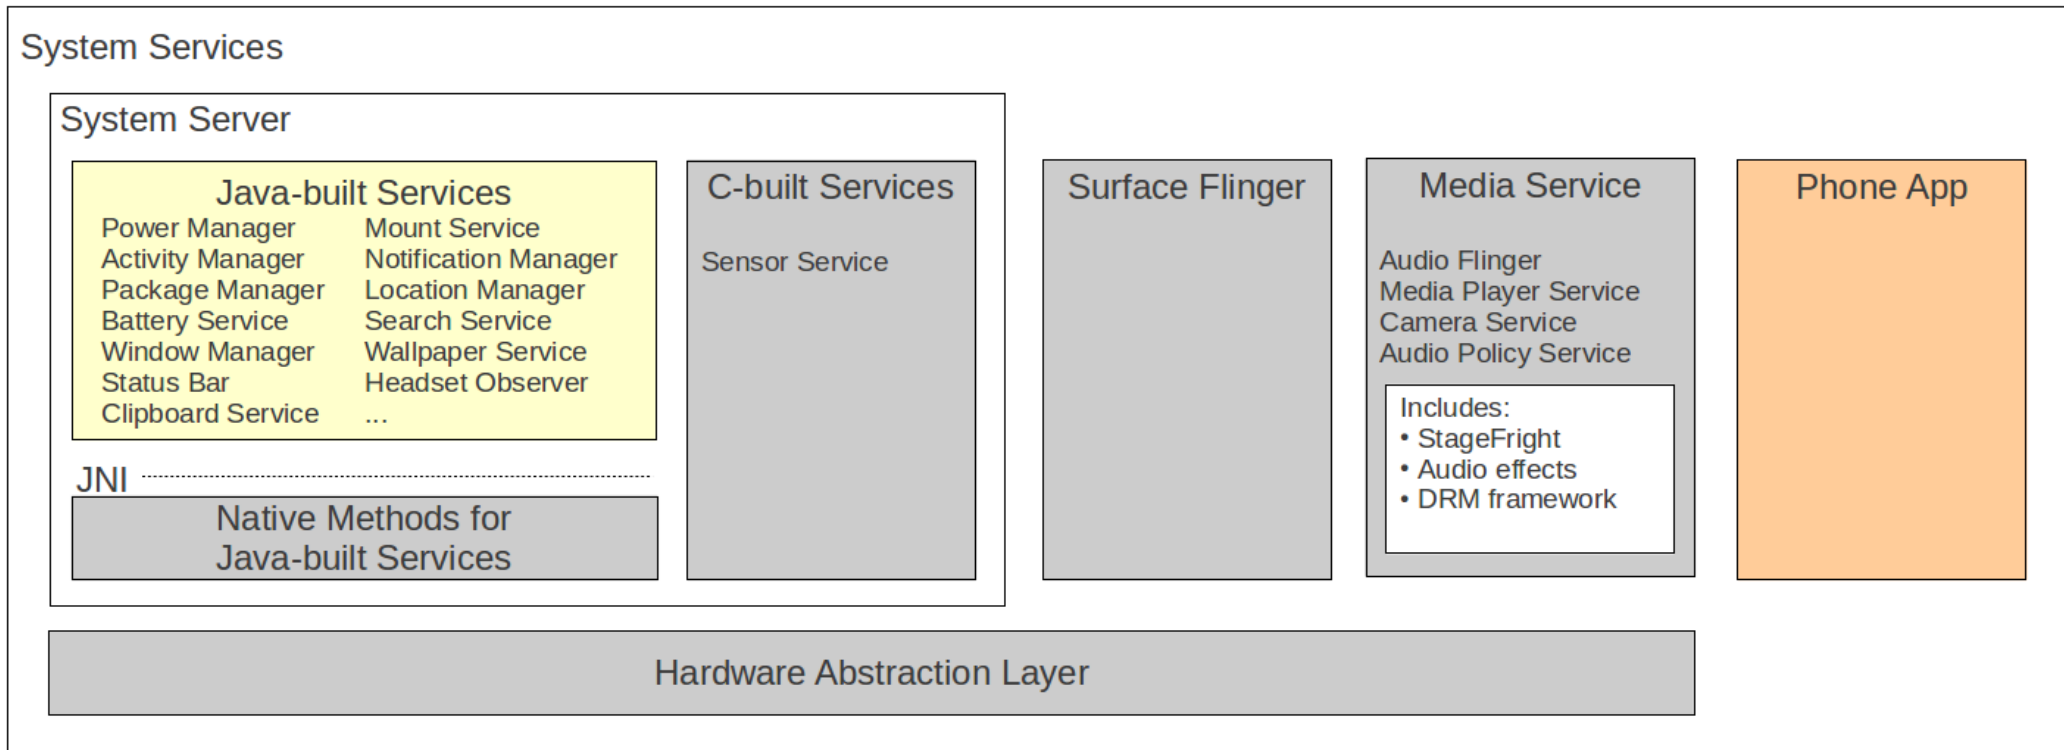 System Services
System Server
Java-built Services
Power Manager
Activity Manager
Package Manager
Battery Service
Window Manager
Status Bar
Clipboard Service
Mount Service
Notification Manager
Location Manager
Search Service
Wallpaper Service
Headset Observer
...
JNI
Native Methods for
Java-built Services
C-built Services
Sensor Service
Surface Flinger
Media Service
Audio Flinger
Media Player Service
Camera Service
Audio Policy Service
Includes:
• StageFright
• Audio effects
• DRM framework
Phone App
Hardware Abstraction Layer